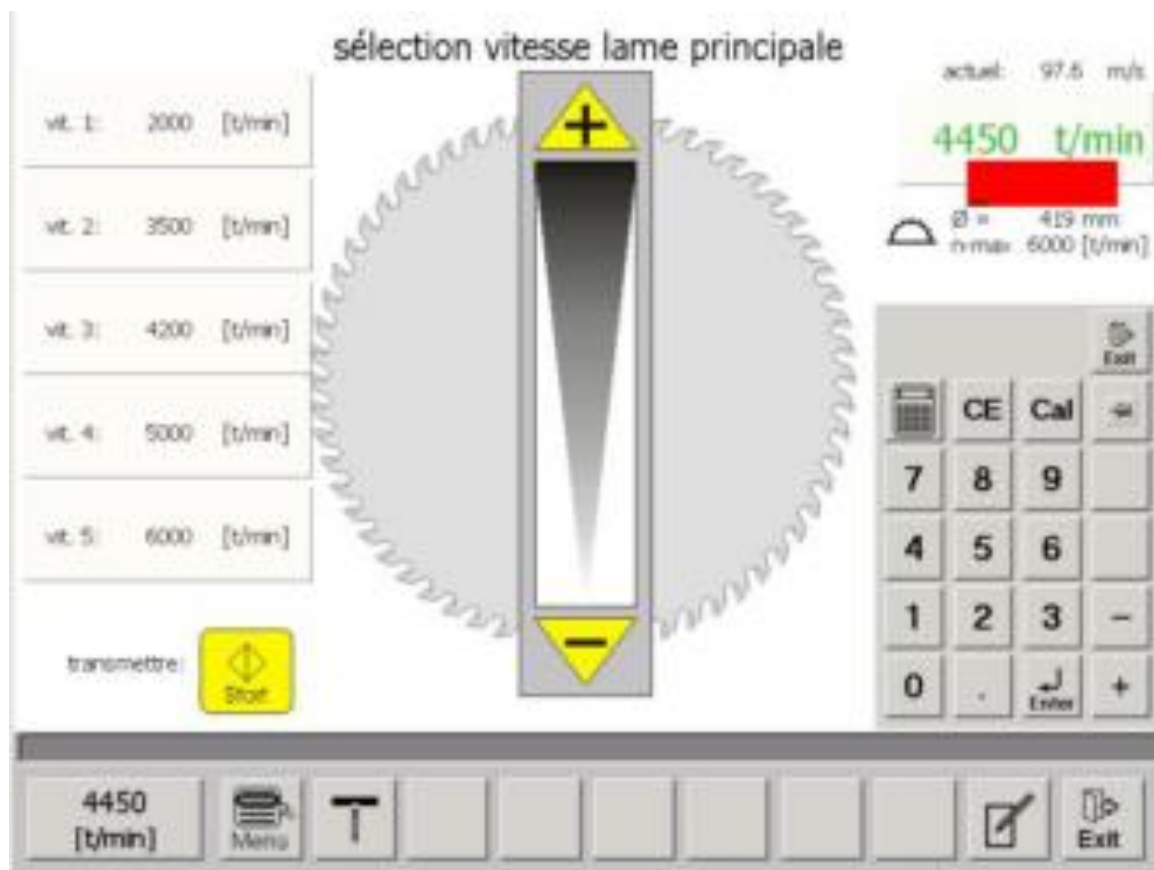 sélection vitesse lame principale
actuel: 97.6 m/s
4450 t/min
Ø = 419 mm
n-max 6000 [t/min]
vit. 1: 2000 [t/min]
vit. 2: 3500 [t/min]
vit. 3: 4200 [t/min]
vit. 4: 5000 [t/min]
vit. 5: 6000 [t/min]
transmettre:
Start
+
−
Exit
CE Cal
7 8 9
4 5 6
1 2 3 −
0 . Enter +
4450
[t/min]
Menu
Exit